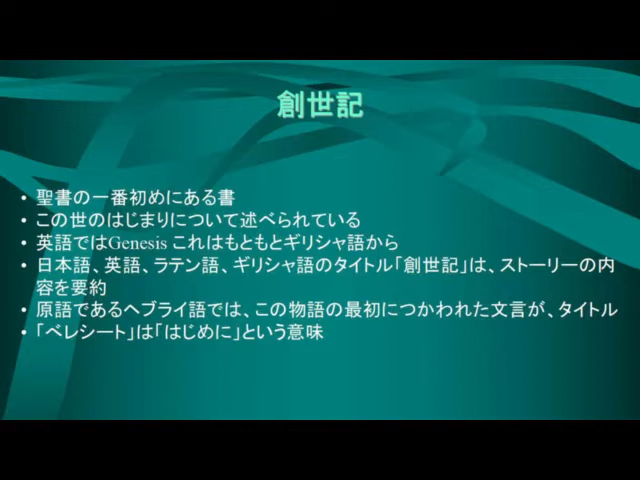 創世記
• 聖書の一番初めにある書
• この世のはじまりについて述べられている
• 英語ではGenesis これはもともとギリシャ語から
• 日本語、英語、ラテン語、ギリシャ語のタイトル「創世記」は、ストーリーの内
容を要約
• 原語であるヘブライ語では、この物語の最初につかわれた文言が、タイトル
• 「ベレシート」は「はじめに」という意味